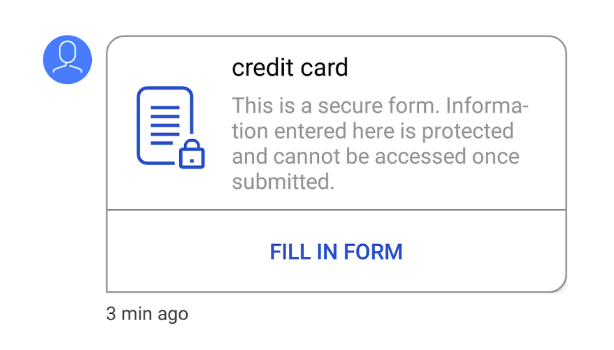 credit card
This is a secure form. Informa-
tion entered here is protected
and cannot be accessed once
submitted.
FILL IN FORM
3 min ago